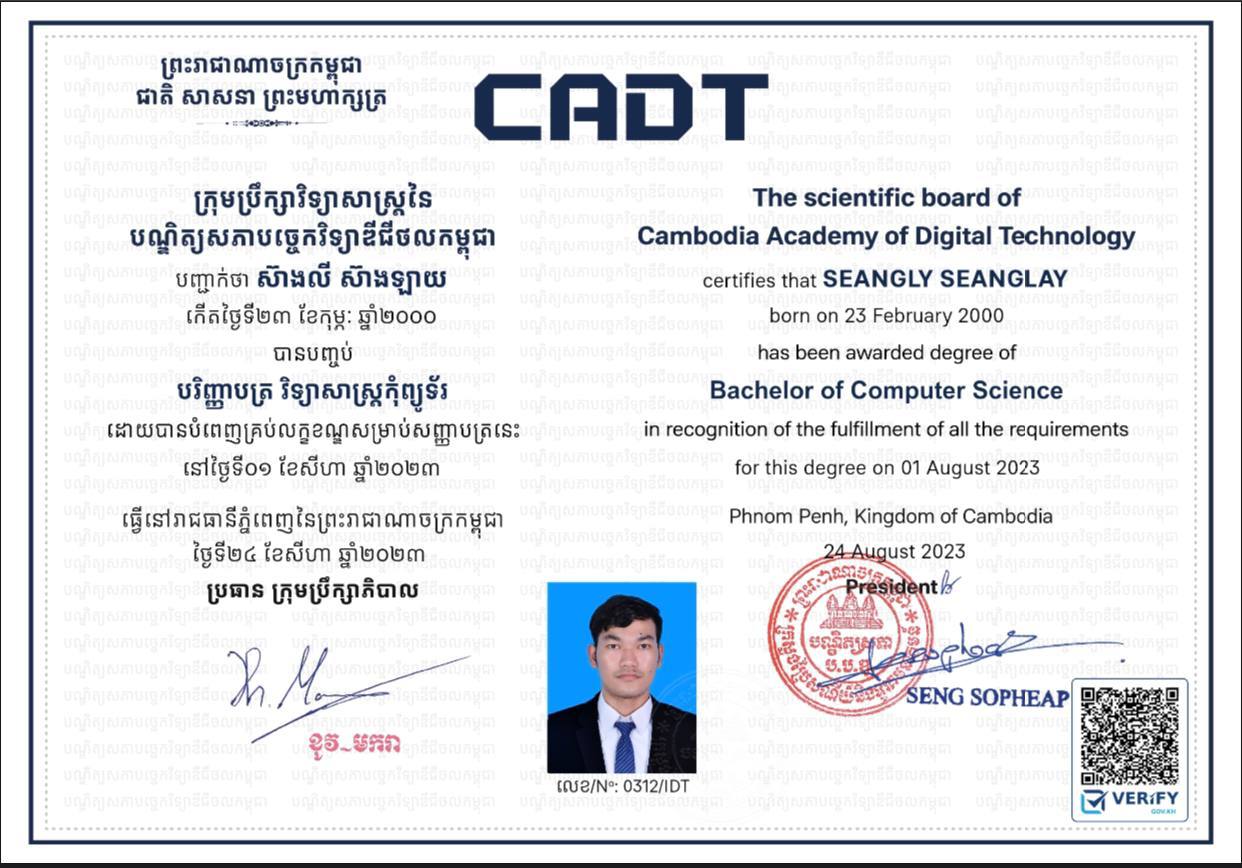 ព្រះរាជាណាចក្រកម្ពុជា
ជាតិ សាសនា ព្រះមហាក្សត្រ
CADT
ក្រុមប្រឹក្សាវិទ្យាសាស្ត្រនៃ
បណ្ឌិត្យសភាបច្ចេកវិទ្យាឌីជីថលកម្ពុជា
បញ្ជាក់ថា ស៊ាងលី ស៊ាងឡាយ
កើតថ្ងៃទី២៣ ខែកុម្ភៈ ឆ្នាំ២០០០
បានបញ្ចប់
បរិញ្ញាបត្រ វិទ្យាសាស្ត្រកុំព្យូទ័រ
ដោយបានបំពេញគ្រប់លក្ខខណ្ឌសម្រាប់សញ្ញាបត្រនេះ
នៅថ្ងៃទី០១ ខែសីហា ឆ្នាំ២០២៣
ធ្វើនៅរាជធានីភ្នំពេញនៃព្រះរាជាណាចក្រកម្ពុជា
ថ្ងៃទី២៤ ខែសីហា ឆ្នាំ២០២៣
ប្រធាន ក្រុមប្រឹក្សាភិបាល
ខូវ មករា
The scientific board of
Cambodia Academy of Digital Technology
certifies that SEANGLY SEANGLAY
born on 23 February 2000
has been awarded degree of
Bachelor of Computer Science
in recognition of the fulfillment of all the requirements
for this degree on 01 August 2023
Phnom Penh, Kingdom of Cambodia
24 August 2023
President
SENG SOPHEAP
លេខ/Nº: 0312/IDT
VERIFY
GOV.KH